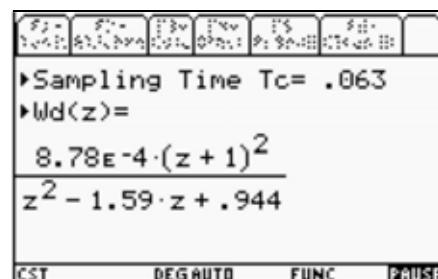 ▸Sampling Time Tc= .063
▸Wd(z)=
8.78ᴇ-4·(z + 1)²
z² - 1.59·z + .944
CST DEG AUTO FUNC PAUSE